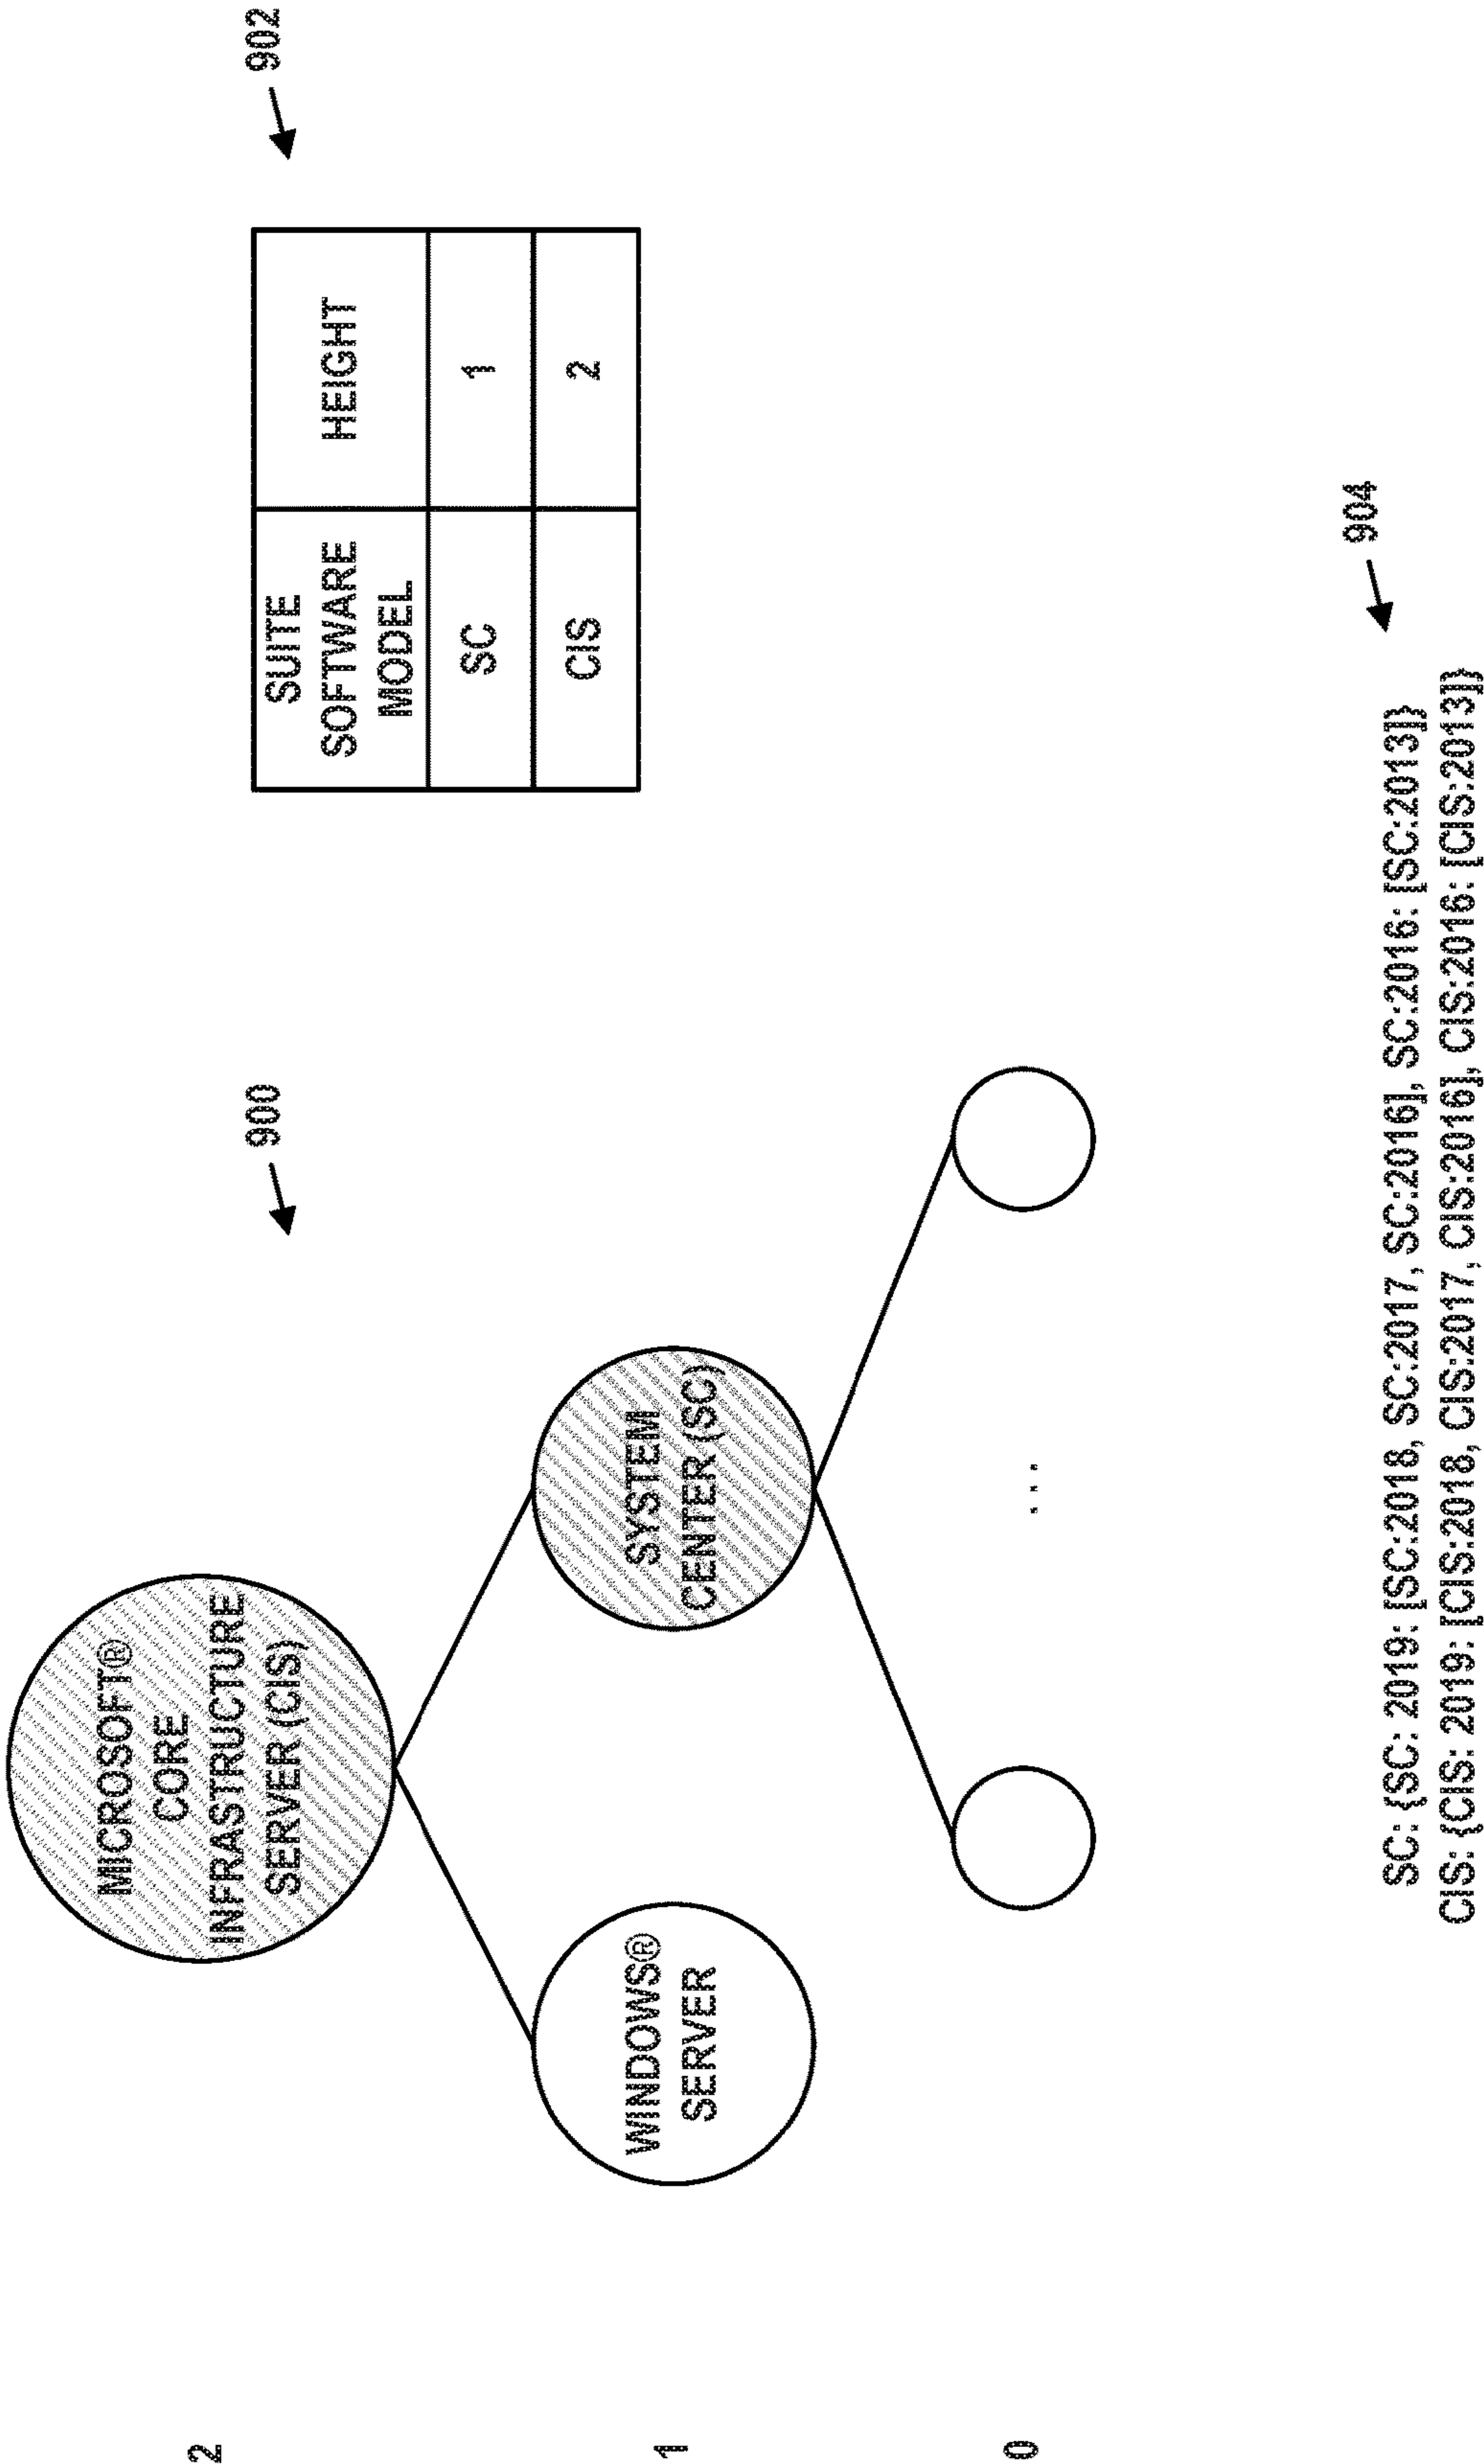 900
902
2
MICROSOFT®
CORE
INFRASTRUCTURE
SERVER (CIS)
SUITE
SOFTWARE
MODEL
HEIGHT
SC
1
CIS
2
1
WINDOWS®
SERVER
SYSTEM
CENTER (SC)
0
...
904
SC: {SC: 2019: [SC:2018, SC:2017, SC:2016], SC:2016: [SC:2013]}
CIS: {CIS: 2019: [CIS:2018, CIS:2017, CIS:2016], CIS:2016: [CIS:2013]}